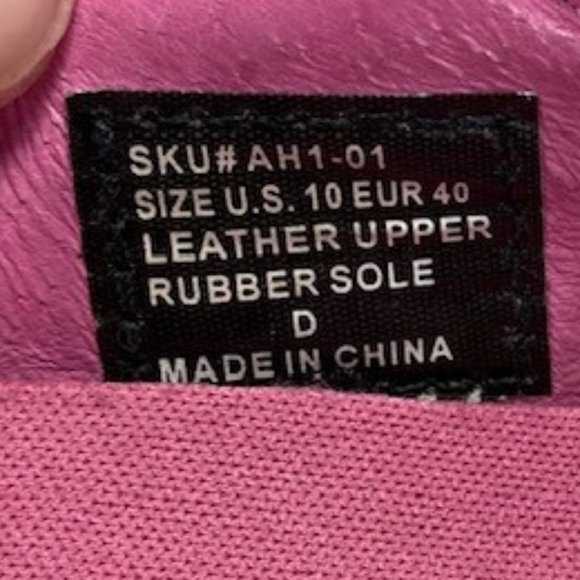 SKU# AH1-01
SIZE U.S. 10 EUR 40
LEATHER UPPER
RUBBER SOLE
D
MADE IN CHINA